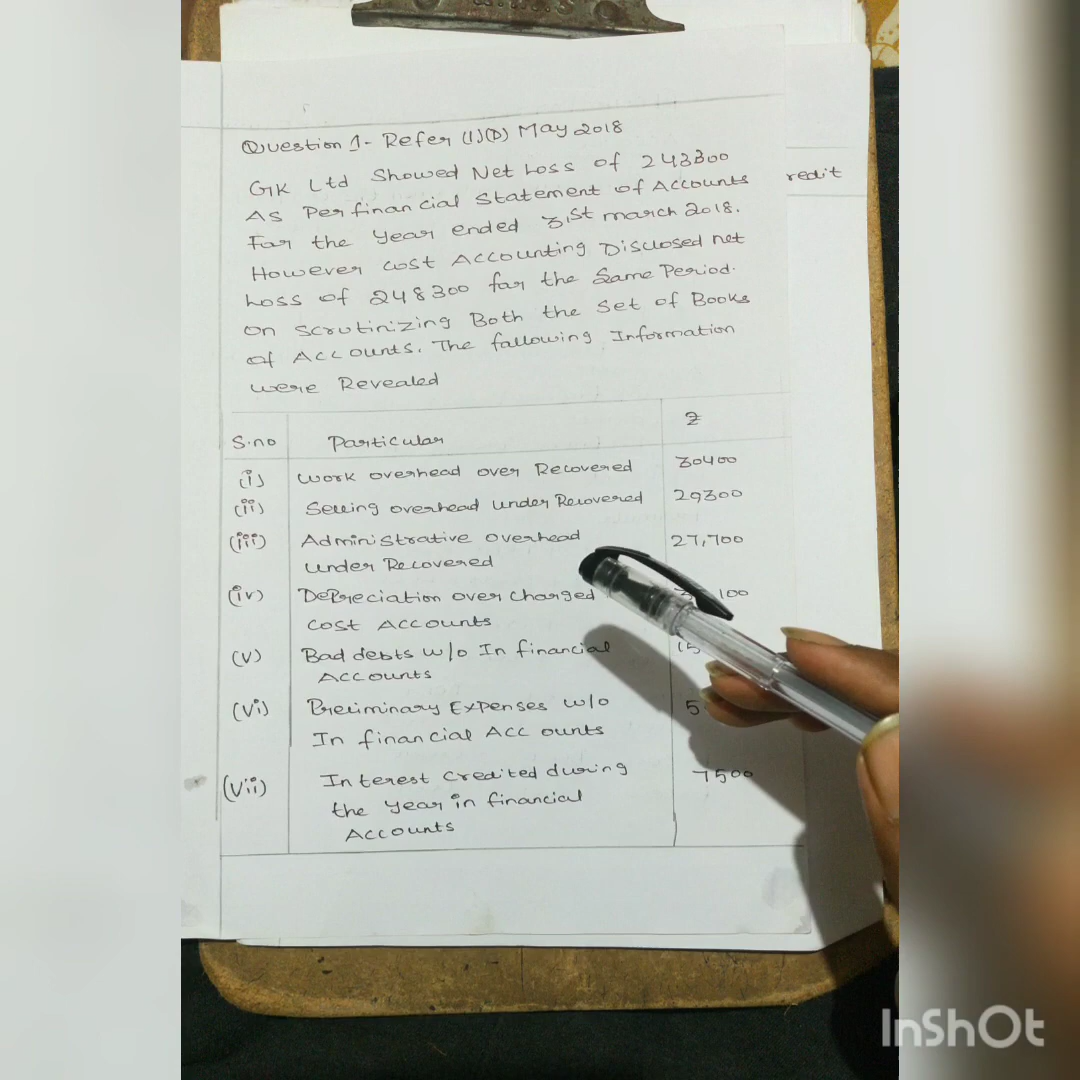 Question 1- Refer (1)(D) May 2018
GK Ltd Showed Net Loss of 243300
As Per financial Statement of Accounts
For the Year ended 31st march 2018.
However cost Accounting Disclosed net
Loss of 248300 for the Same Period.
on scrutinizing Both the Set of Books
of Accounts. The following Information
were Revealed
redit
S.no Particular ₹
(i) Work overhead over Recovered 30400
(ii) Selling overhead under Recovered 29300
(iii) Administrative overhead 27,700
under Recovered
(iv) Depreciation over charged 100
cost Accounts
(v) Bad debts w/o In financial 15
Accounts
(vi) Preliminary Expenses w/o 5
In financial Accounts
(vii) Interest credited during 7500
the year in financial
Accounts
InShOt